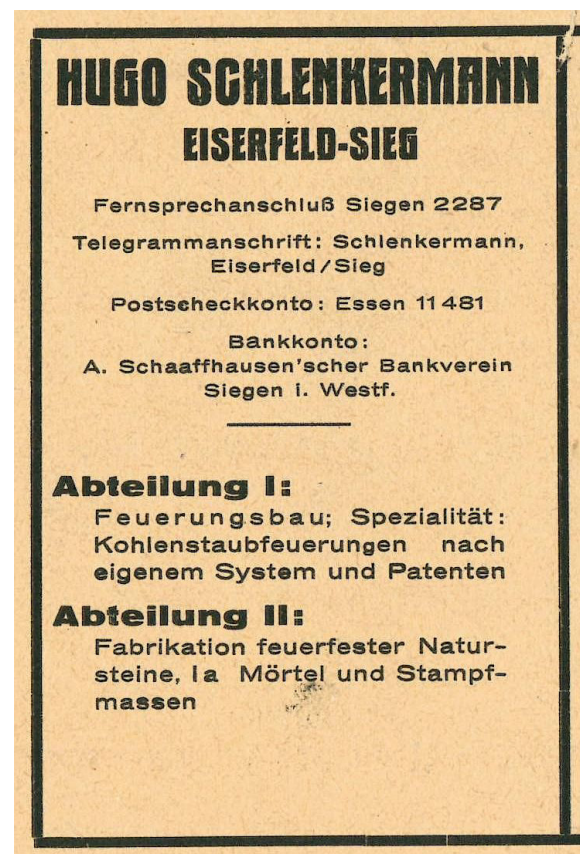 HUGO SCHLENKERMANN
EISERFELD-SIEG
Fernsprechanschluß Siegen 2287
Telegrammanschrift: Schlenkermann,
Eiserfeld/Sieg
Postscheckkonto: Essen 11481
Bankkonto:
A. Schaaffhausen'scher Bankverein
Siegen i. Westf.
Abteilung I:
Feuerungsbau; Spezialität:
Kohlenstaubfeuerungen nach
eigenem System und Patenten
Abteilung II:
Fabrikation feuerfester Natur-
steine, Ia Mörtel und Stampf-
massen